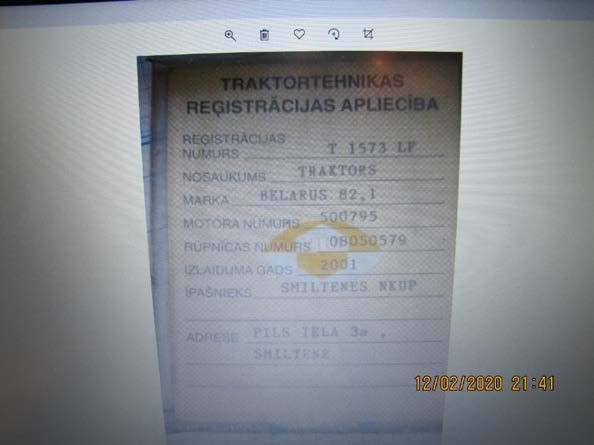 TRAKTORTEHNIKAS
REĢISTRĀCIJAS APLIECĪBA
REĢISTRĀCIJAS
NUMURS T 1573 LF
NOSAUKUMS TRAKTORS
MARKA BELARUS 82,1
MOTORA NUMURS 500795
RŪPNĪCAS NUMURS 08050579
IZLAIDUMA GADS 2001
ĪPAŠNIEKS SMILTENES NKUP
ADRESE PILS IELA 3a ,
SMILTENE
12/02/2020 21:41